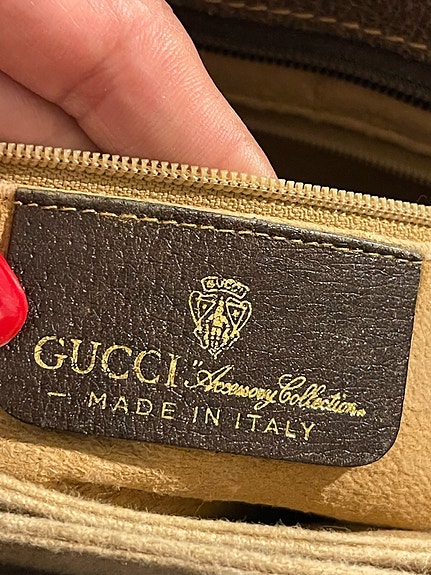 GUCCI
GUCCI "Accessory Collection"
— MADE IN ITALY